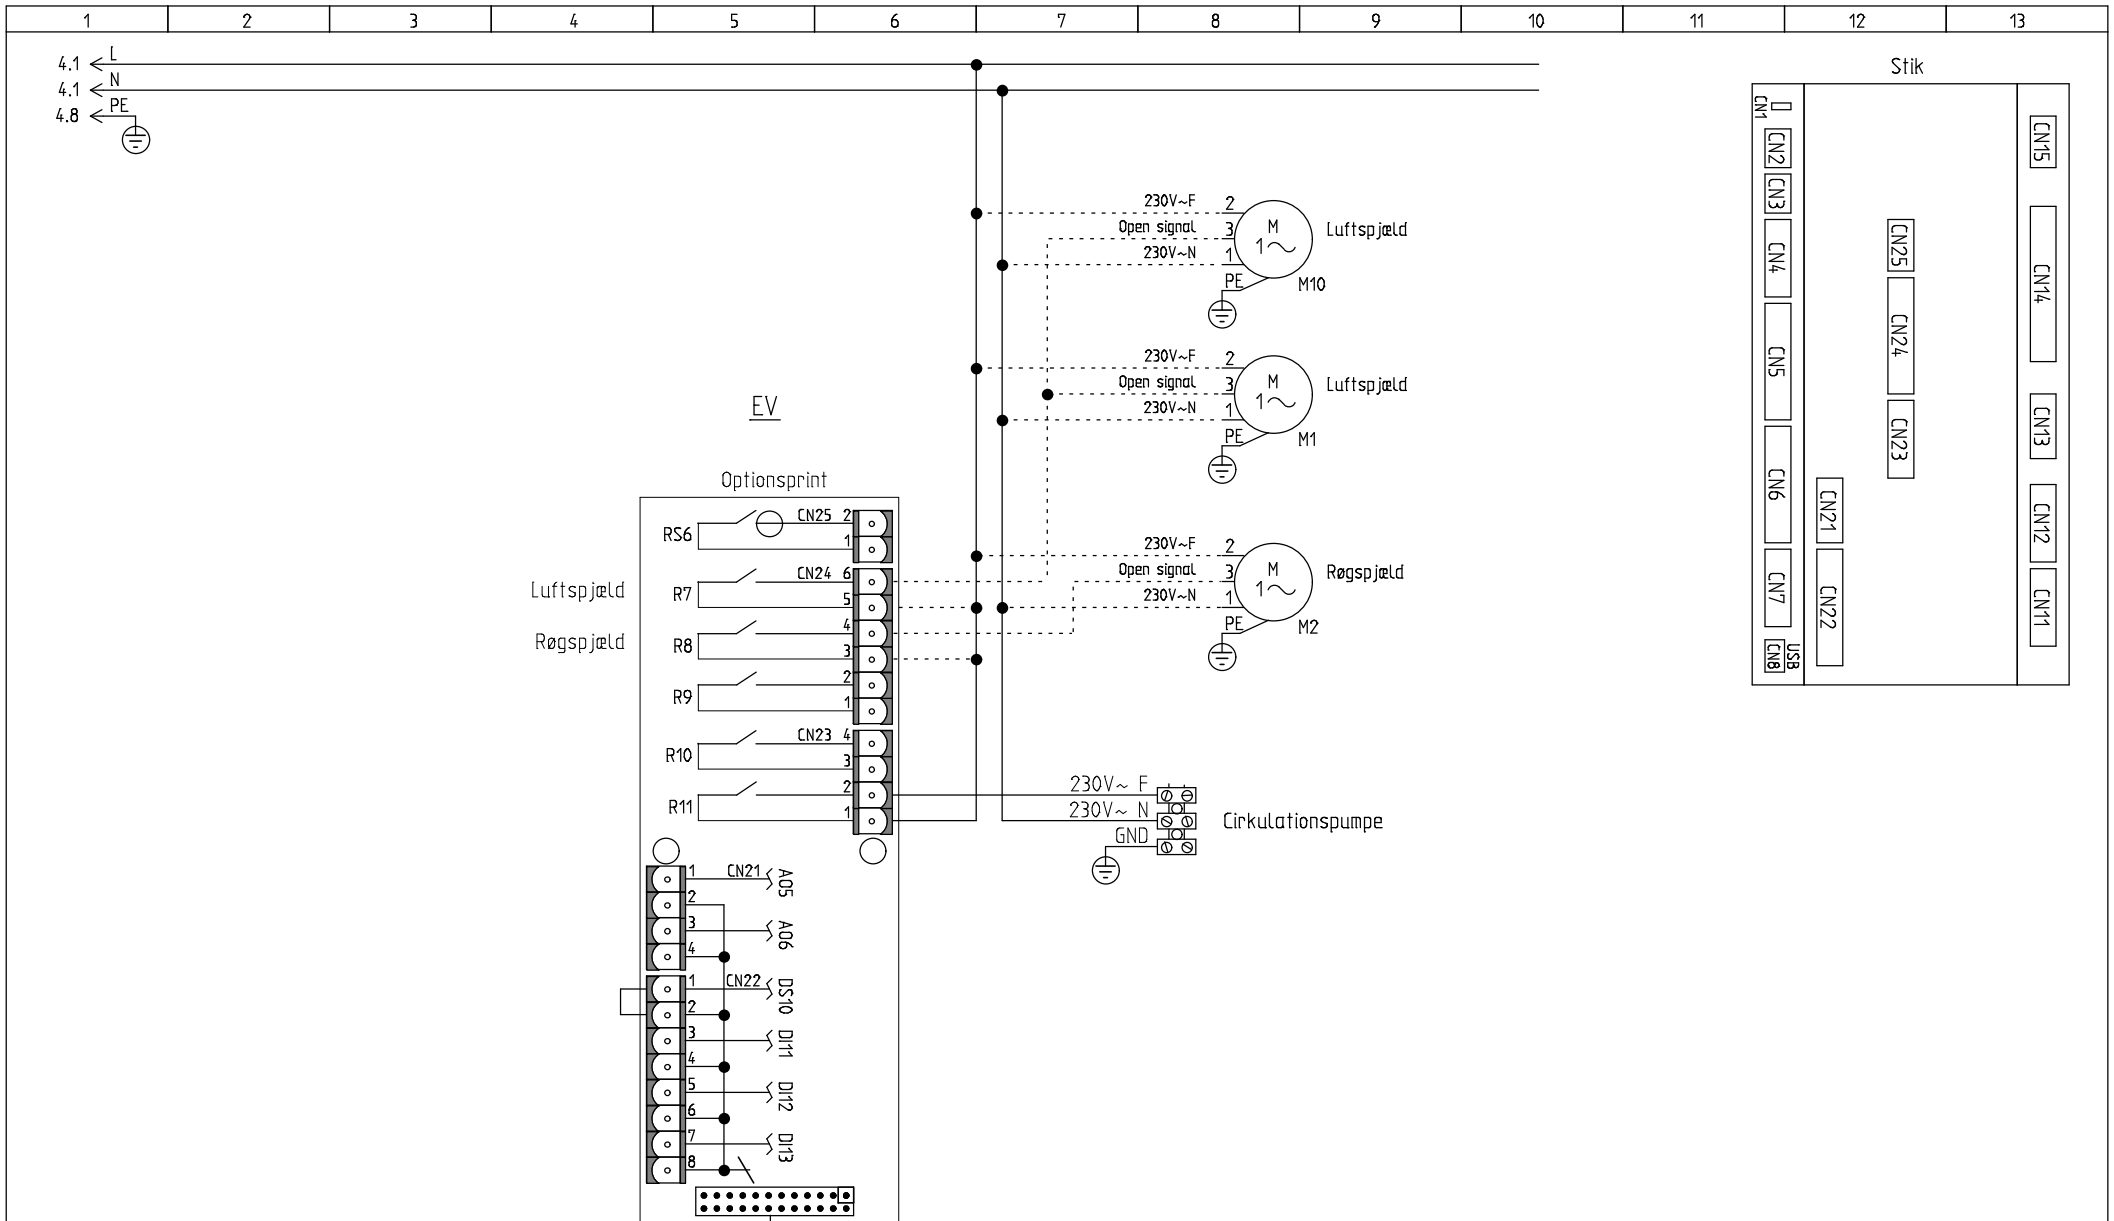 1 2 3 4 5 6 7 8 9 10 11 12 13
4.1 L
4.1 N
4.8 PE
Stik
CN1
CN2
CN3
CN4
CN5
CN6
CN7
CN8
USB
CN21
CN22
CN25
CN24
CN23
CN15
CN14
CN13
CN12
CN11
230V~F 2
Open signal 3
230V~N 1
PE
M
1
Luftspjæld
M10
230V~F 2
Open signal 3
230V~N 1
PE
M
1
Luftspjæld
M1
230V~F 2
Open signal 3
230V~N 1
PE
M
1
Røgspjæld
M2
EV
Optionsprint
RS6 CN25 2
1
Luftspjæld R7 CN24 6
5
Røgspjæld R8 4
3
R9 2
1
R10 CN23 4
3
R11 2
1
230V~ F
230V~ N
GND
Cirkulationspumpe
1 CN21 AO5
2
3 AO6
4
1 CN22 DS10
2
3 DI11
4
5 DI12
6
7 DI13
8